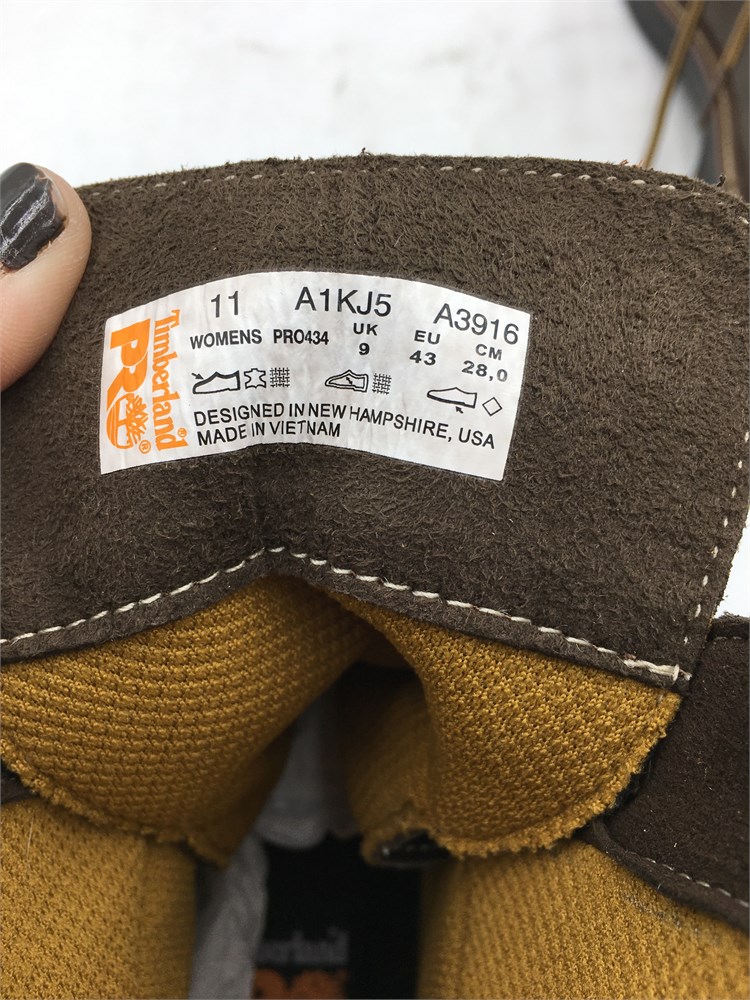 11 A1KJ5 A3916
WOMENS PRO434 UK EU CM
9 43 28,0
DESIGNED IN NEW HAMPSHIRE, USA
MADE IN VIETNAM
Timberland®
PRO®